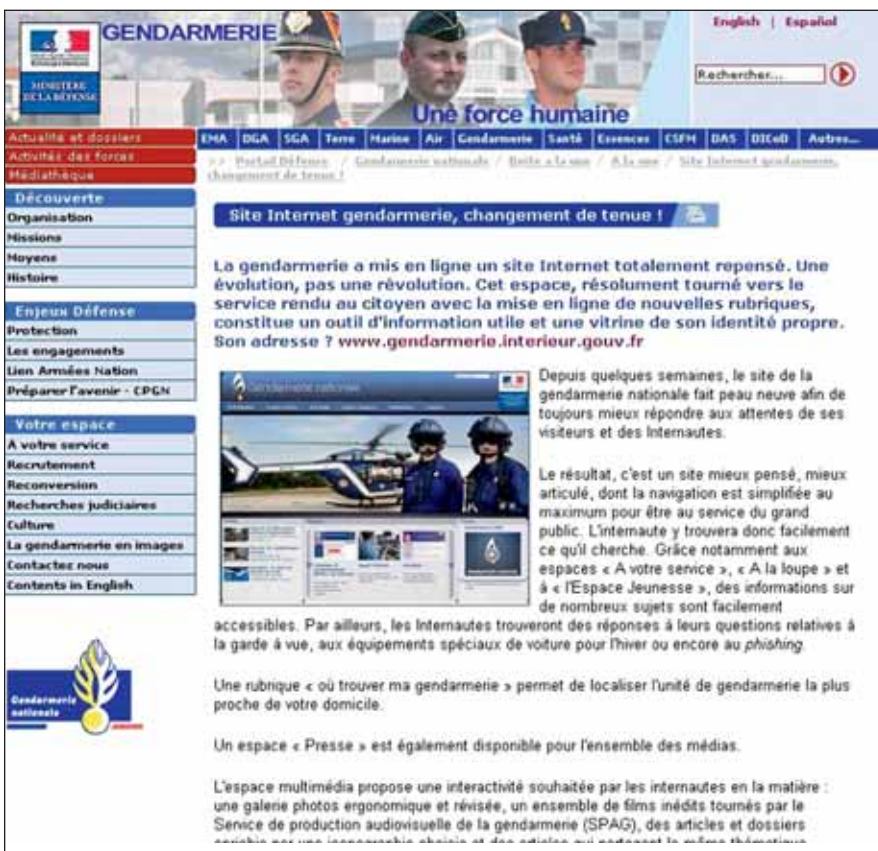 GENDARMERIE
MINISTÈRE
DE LA DÉFENSE
Une force humaine
English | Español
Rechercher...
Actualité et dossiers
Activités des forces
Médiathèque
EMA DGA SGA Terre Marine Air Gendarmerie Santé Essences CSFM DAS DICoD Autres...
>> Portail Défense / Gendarmerie nationale / Boite a la une / A la une / Site Internet gendarmerie,
changement de tenue !
Découverte
Organisation
Missions
Moyens
Histoire
Enjeux Défense
Protection
Les engagements
Lien Armées Nation
Préparer l'avenir - CPGN
Votre espace
A votre service
Recrutement
Reconversion
Recherches judiciaires
Culture
La gendarmerie en images
Contactez nous
Contents in English
Gendarmerie
nationale
Site Internet gendarmerie, changement de tenue !
La gendarmerie a mis en ligne un site Internet totalement repensé. Une
évolution, pas une révolution. Cet espace, résolument tourné vers le
service rendu au citoyen avec la mise en ligne de nouvelles rubriques,
constitue un outil d'information utile et une vitrine de son identité propre.
Son adresse ? www.gendarmerie.interieur.gouv.fr
Gendarmerie nationale
Depuis quelques semaines, le site de la
gendarmerie nationale fait peau neuve afin de
toujours mieux répondre aux attentes de ses
visiteurs et des Internautes.
Le résultat, c'est un site mieux pensé, mieux
articulé, dont la navigation est simplifiée au
maximum pour être au service du grand
public. L'internaute y trouvera donc facilement
ce qu'il cherche. Grâce notamment aux
espaces « A votre service », « A la loupe » et
à « l'Espace Jeunesse », des informations sur
de nombreux sujets sont facilement
accessibles. Par ailleurs, les Internautes trouveront des réponses à leurs questions relatives à
la garde à vue, aux équipements spéciaux de voiture pour l'hiver ou encore au phishing.
Une rubrique « où trouver ma gendarmerie » permet de localiser l'unité de gendarmerie la plus
proche de votre domicile.
Un espace « Presse » est également disponible pour l'ensemble des médias.
L'espace multimédia propose une interactivité souhaitée par les internautes en la matière :
une galerie photos ergonomique et révisée, un ensemble de films inédits tournés par le
Service de production audiovisuelle de la gendarmerie (SPAG), des articles et dossiers
enrichis par une iconographie choisie et des articles qui partagent la même thématique